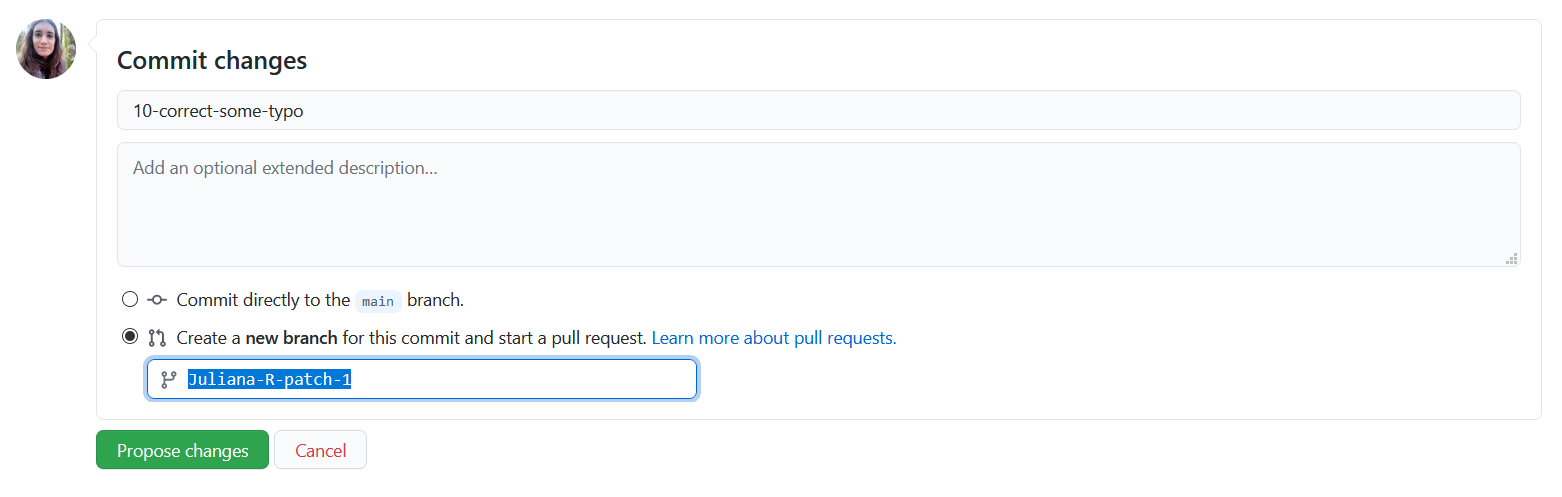 Commit changes
10-correct-some-typo
Add an optional extended description...
Commit directly to the main branch.
Create a new branch for this commit and start a pull request. Learn more about pull requests.
Juliana-R-patch-1
Propose changes Cancel